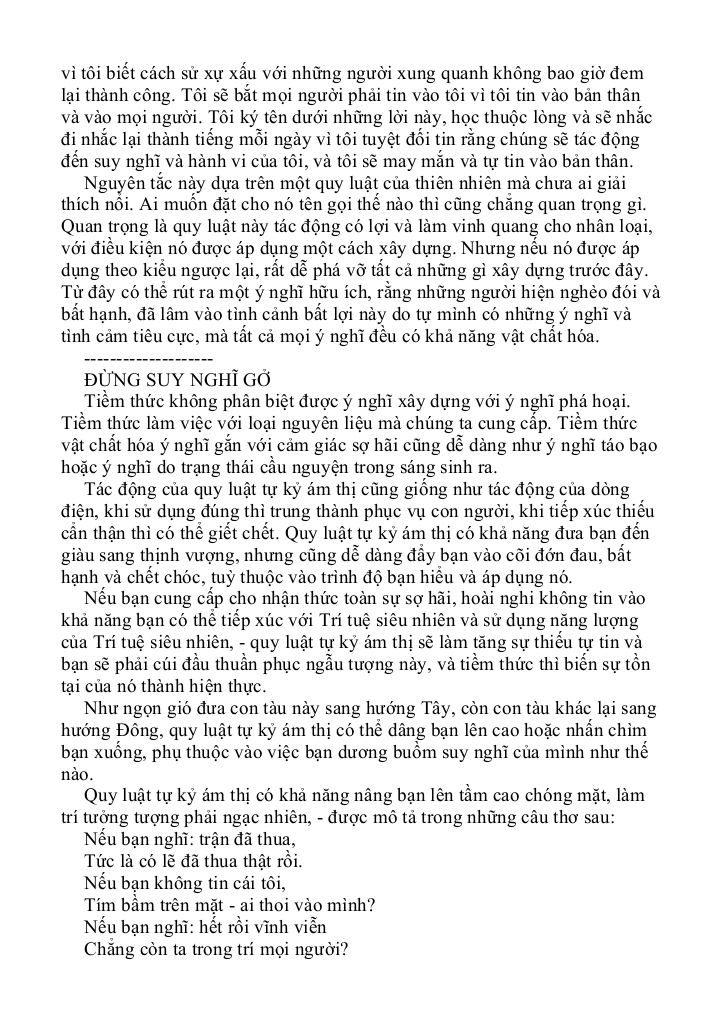 vì tôi biết cách sử xự xấu với những người xung quanh không bao giờ đem
lại thành công. Tôi sẽ bắt mọi người phải tin vào tôi vì tôi tin vào bản thân
và vào mọi người. Tôi ký tên dưới những lời này, học thuộc lòng và sẽ nhắc
đi nhắc lại thành tiếng mỗi ngày vì tôi tuyệt đối tin rằng chúng sẽ tác động
đến suy nghĩ và hành vi của tôi, và tôi sẽ may mắn và tự tin vào bản thân.
Nguyên tắc này dựa trên một quy luật của thiên nhiên mà chưa ai giải
thích nổi. Ai muốn đặt cho nó tên gọi thế nào thì cũng chẳng quan trọng gì.
Quan trọng là quy luật này tác động có lợi và làm vinh quang cho nhân loại,
với điều kiện nó được áp dụng một cách xây dựng. Nhưng nếu nó được áp
dụng theo kiểu ngược lại, rất dễ phá vỡ tất cả những gì xây dựng trước đây.
Từ đây có thể rút ra một ý nghĩ hữu ích, rằng những người hiện nghèo đói và
bất hạnh, đã lâm vào tình cảnh bất lợi này do tự mình có những ý nghĩ và
tình cảm tiêu cực, mà tất cả mọi ý nghĩ đều có khả năng vật chất hóa.
--------------------
ĐỪNG SUY NGHĨ GỞ
Tiềm thức không phân biệt được ý nghĩ xây dựng với ý nghĩ phá hoại.
Tiềm thức làm việc với loại nguyên liệu mà chúng ta cung cấp. Tiềm thức
vật chất hóa ý nghĩ gắn với cảm giác sợ hãi cũng dễ dàng như ý nghĩ táo bạo
hoặc ý nghĩ do trạng thái cầu nguyện trong sáng sinh ra.
Tác động của quy luật tự kỷ ám thị cũng giống như tác động của dòng
điện, khi sử dụng đúng thì trung thành phục vụ con người, khi tiếp xúc thiếu
cẩn thận thì có thể giết chết. Quy luật tự kỷ ám thị có khả năng đưa bạn đến
giàu sang thịnh vượng, nhưng cũng dễ dàng đẩy bạn vào cõi đớn đau, bất
hạnh và chết chóc, tuỳ thuộc vào trình độ bạn hiểu và áp dụng nó.
Nếu bạn cung cấp cho nhận thức toàn sự sợ hãi, hoài nghi không tin vào
khả năng bạn có thể tiếp xúc với Trí tuệ siêu nhiên và sử dụng năng lượng
của Trí tuệ siêu nhiên, - quy luật tự kỷ ám thị sẽ làm tăng sự thiếu tự tin và
bạn sẽ phải cúi đầu thuần phục ngẫu tượng này, và tiềm thức thì biến sự tồn
tại của nó thành hiện thực.
Như ngọn gió đưa con tàu này sang hướng Tây, còn con tàu khác lại sang
hướng Đông, quy luật tự kỷ ám thị có thể dâng bạn lên cao hoặc nhấn chìm
bạn xuống, phụ thuộc vào việc bạn dương buồm suy nghĩ của mình như thế
nào.
Quy luật tự kỷ ám thị có khả năng nâng bạn lên tầm cao chóng mặt, làm
trí tưởng tượng phải ngạc nhiên, - được mô tả trong những câu thơ sau:
Nếu bạn nghĩ: trận đã thua,
Tức là có lẽ đã thua thật rồi.
Nếu bạn không tin cái tôi,
Tím bầm trên mặt - ai thoi vào mình?
Nếu bạn nghĩ: hết rồi vĩnh viễn
Chẳng còn ta trong trí mọi người?